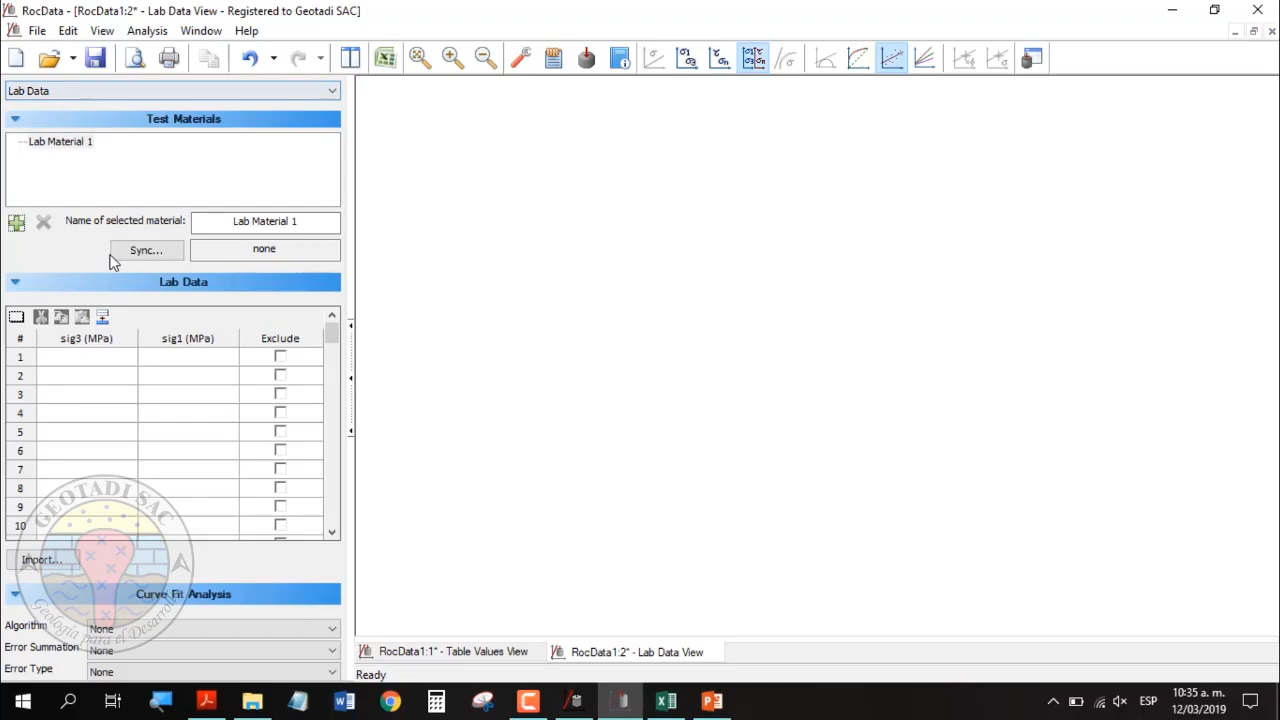 RocData - [RocData1:2* - Lab Data View - Registered to Geotadi SAC]
File Edit View Analysis Window Help
Lab Data
Test Materials
Lab Material 1
Name of selected material: Lab Material 1
Sync... none
Lab Data
# sig3 (MPa) sig1 (MPa) Exclude
1
2
3
4
5
6
7
8
9
10
GEOTADI SAC
Geología para el Desarrollo
Import...
Curve Fit Analysis
Algorithm None
Error Summation None
Error Type None
RocData1:1* - Table Values View RocData1:2* - Lab Data View
Ready
ESP 10:35 a. m.
12/03/2019